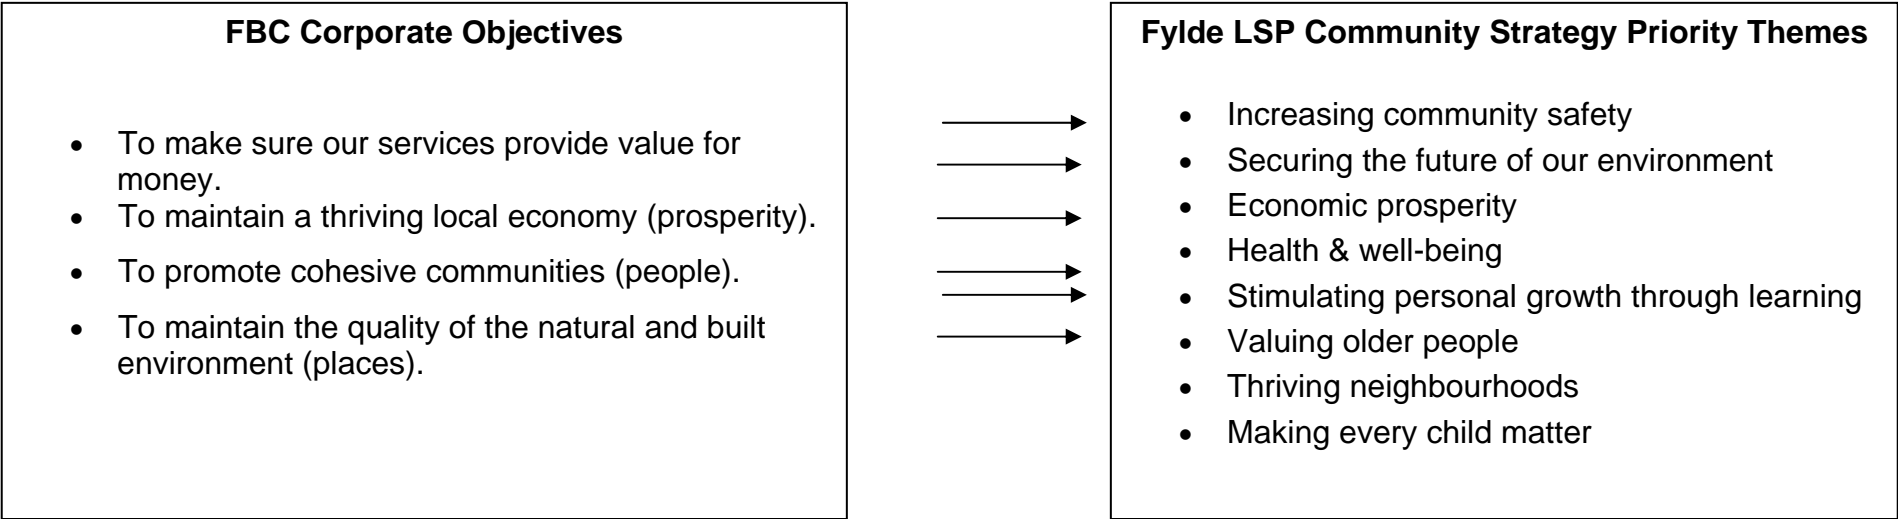 FBC Corporate Objectives
• To make sure our services provide value for
money.
• To maintain a thriving local economy (prosperity).
• To promote cohesive communities (people).
• To maintain the quality of the natural and built
environment (places).
Fylde LSP Community Strategy Priority Themes
• Increasing community safety
• Securing the future of our environment
• Economic prosperity
• Health & well-being
• Stimulating personal growth through learning
• Valuing older people
• Thriving neighbourhoods
• Making every child matter